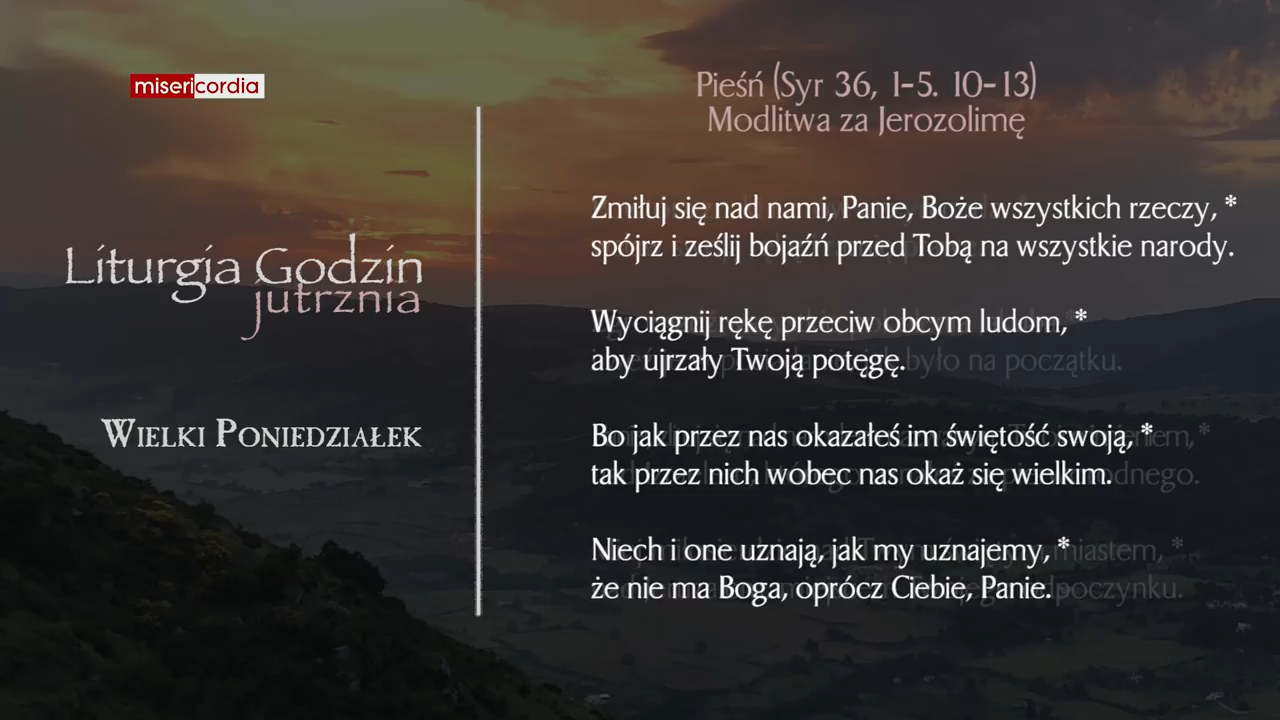 misericordia
Liturgia Godzin
jutrznia
Wielki Poniedziałek
Pieśń (Syr 36, 1-5. 10-13)
Modlitwa za Jerozolimę
Zmiłuj się nad nami, Panie, Boże wszystkich rzeczy, *
spójrz i ześlij bojaźń przed Tobą na wszystkie narody.
Wyciągnij rękę przeciw obcym ludom, *
aby ujrzały Twoją potęgę.
było na początku.
Bo jak przez nas okazałeś im świętość swoją, *
tak przez nich wobec nas okaż się wielkim.
Niech i one uznają, jak my uznajemy, *
że nie ma Boga, oprócz Ciebie, Panie.